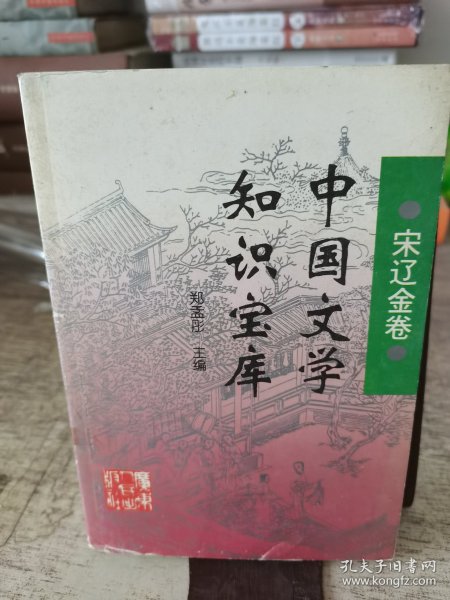 中国文学
知识宝库
郑孟彤 主编
宋辽金卷
孔夫子旧书网
www.kongfz.com